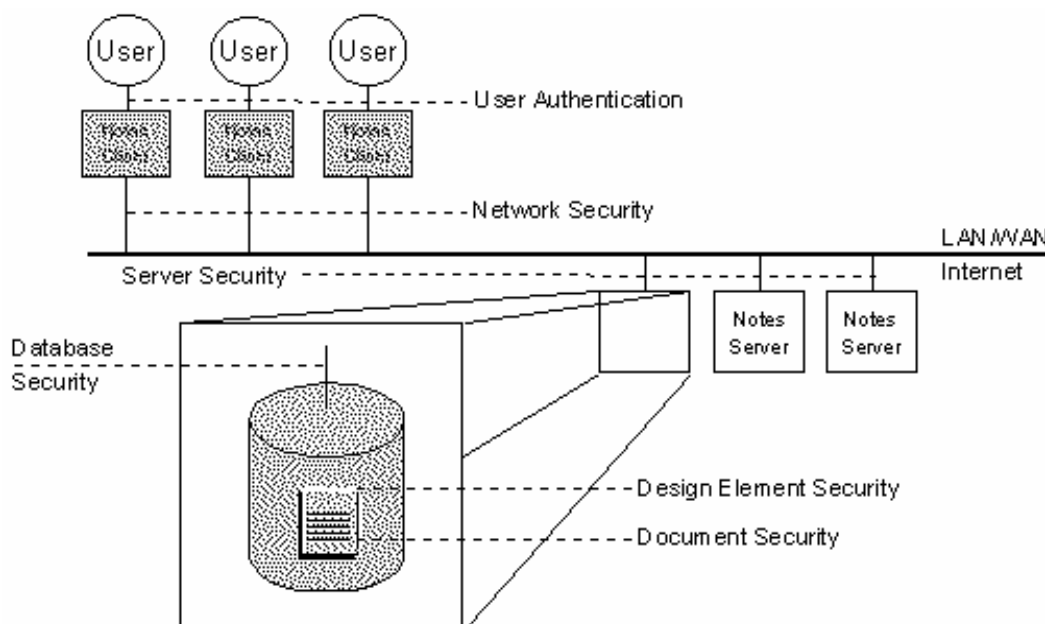 User User User
User Authentication
Notes Notes Notes
Client Client Client
Network Security
LAN/WAN
Server Security
Internet
Notes Notes
Server Server
Database
Security
Design Element Security
Document Security